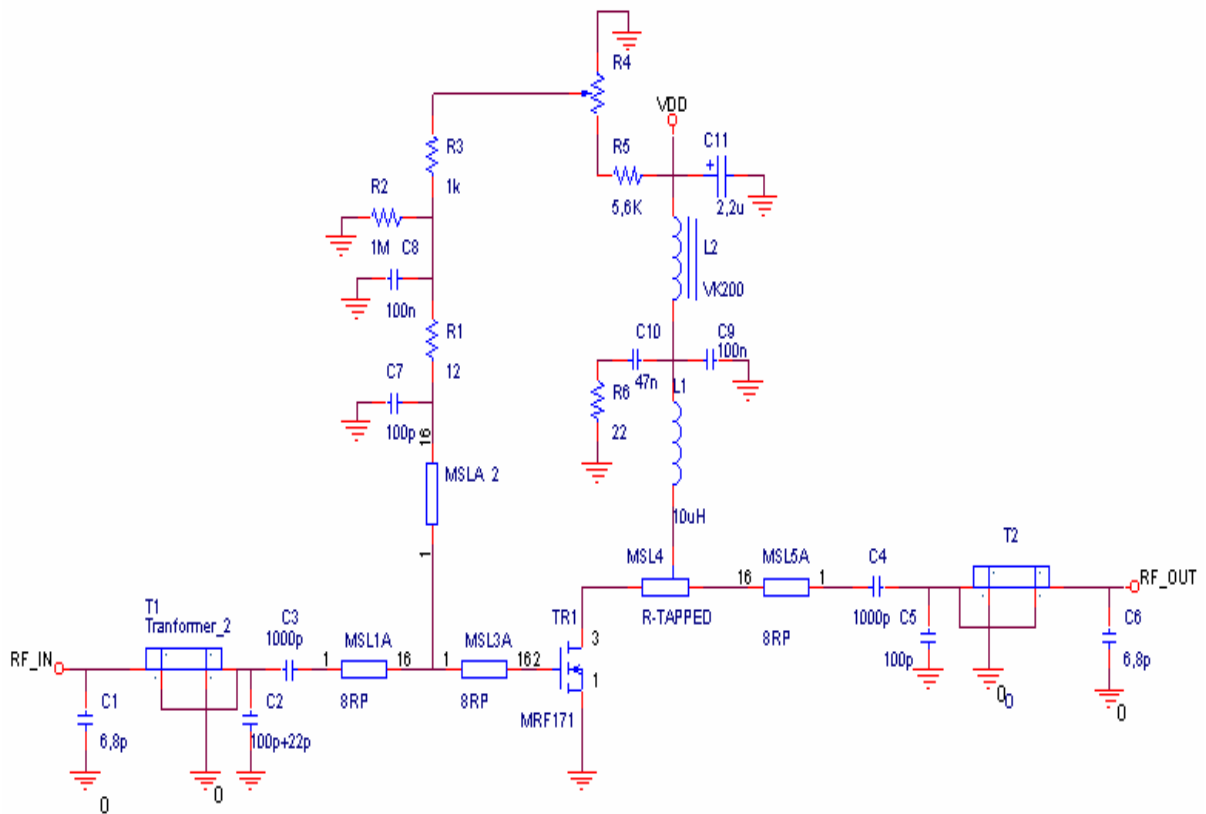 R4
VDD
C11
+
2,2u
R5
5,6K
R3
1k
R2
1M
C8
100n
L2
VK200
R1
12
C10
47n
C9
100n
L1
C7
100p
16
R6
22
MSLA 2
1
10uH
MSL4
R-TAPPED
16
MSL5A
1
8RP
C4
1000p
T2
RF_OUT
C5
100p
C6
6,8p
0
0
0
T1
Tranformer_2
C3
1000p
RF_IN
1
MSL1A
16
8RP
1
MSL3A
16
8RP
2
TR1
3
1
MRF171
C1
6,8p
C2
100p+22p
0
0